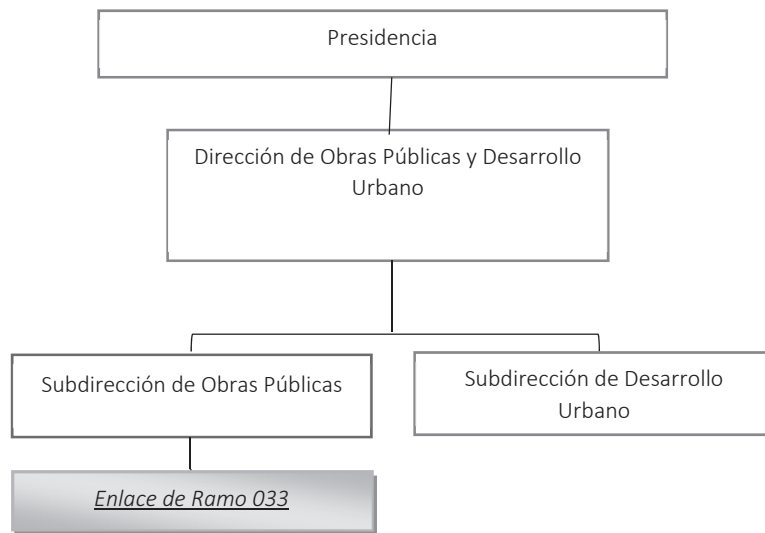 Presidencia
Dirección de Obras Públicas y Desarrollo
Urbano
Subdirección de Obras Públicas
Subdirección de Desarrollo
Urbano
Enlace de Ramo 033